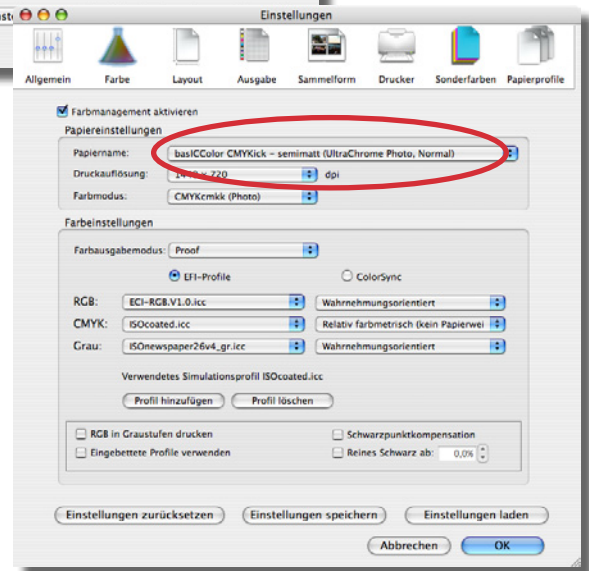 Einstellungen
Allgemein Farbe Layout Ausgabe Sammelform Drucker Sonderfarben Papierprofile
Farbmanagement aktivieren
Papiereinstellungen
Papiername: basICColor CMYKick – semimatt (UltraChrome Photo, Normal)
Druckauflösung: 1440 x 720 dpi
Farbmodus: CMYKcmkk (Photo)
Farbeinstellungen
Farbausgabemodus: Proof
EFI-Profile ColorSync
RGB: ECI-RGB.V1.0.icc Wahrnehmungsorientiert
CMYK: ISOcoated.icc Relativ farbmetrisch (kein Papierwei
Grau: ISOnewspaper26v4_gr.icc Wahrnehmungsorientiert
Verwendetes Simulationsprofil ISOcoated.icc
Profil hinzufügen Profil löschen
RGB in Graustufen drucken Schwarzpunktkompensation
Eingebettete Profile verwenden Reines Schwarz ab: 0,0%
Einstellungen zurücksetzen Einstellungen speichern Einstellungen laden
Abbrechen OK